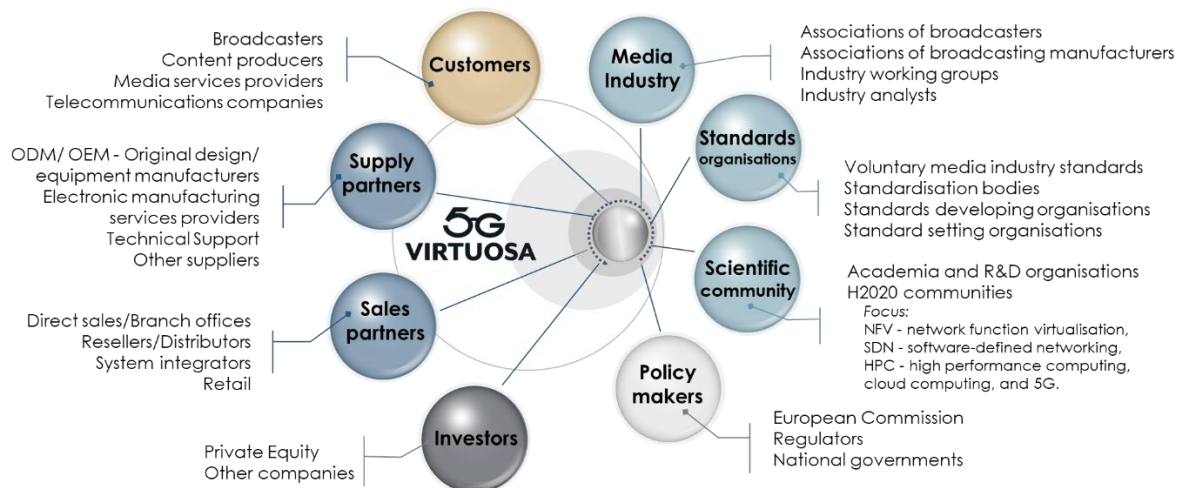 Customers
Broadcasters
Content producers
Media services providers
Telecommunications companies
Supply
partners
ODM/ OEM - Original design/
equipment manufacturers
Electronic manufacturing
services providers
Technical Support
Other suppliers
Sales
partners
Direct sales/Branch offices
Resellers/Distributors
System integrators
Retail
Investors
Private Equity
Other companies
5G
VIRTUOSA
Media
Industry
Associations of broadcasters
Associations of broadcasting manufacturers
Industry working groups
Industry analysts
Standards
organisations
Voluntary media industry standards
Standardisation bodies
Standards developing organisations
Standard setting organisations
Scientific
community
Academia and R&D organisations
H2020 communities
Focus:
NFV - network function virtualisation,
SDN - software-defined networking,
HPC - high performance computing,
cloud computing, and 5G.
Policy
makers
European Commission
Regulators
National governments